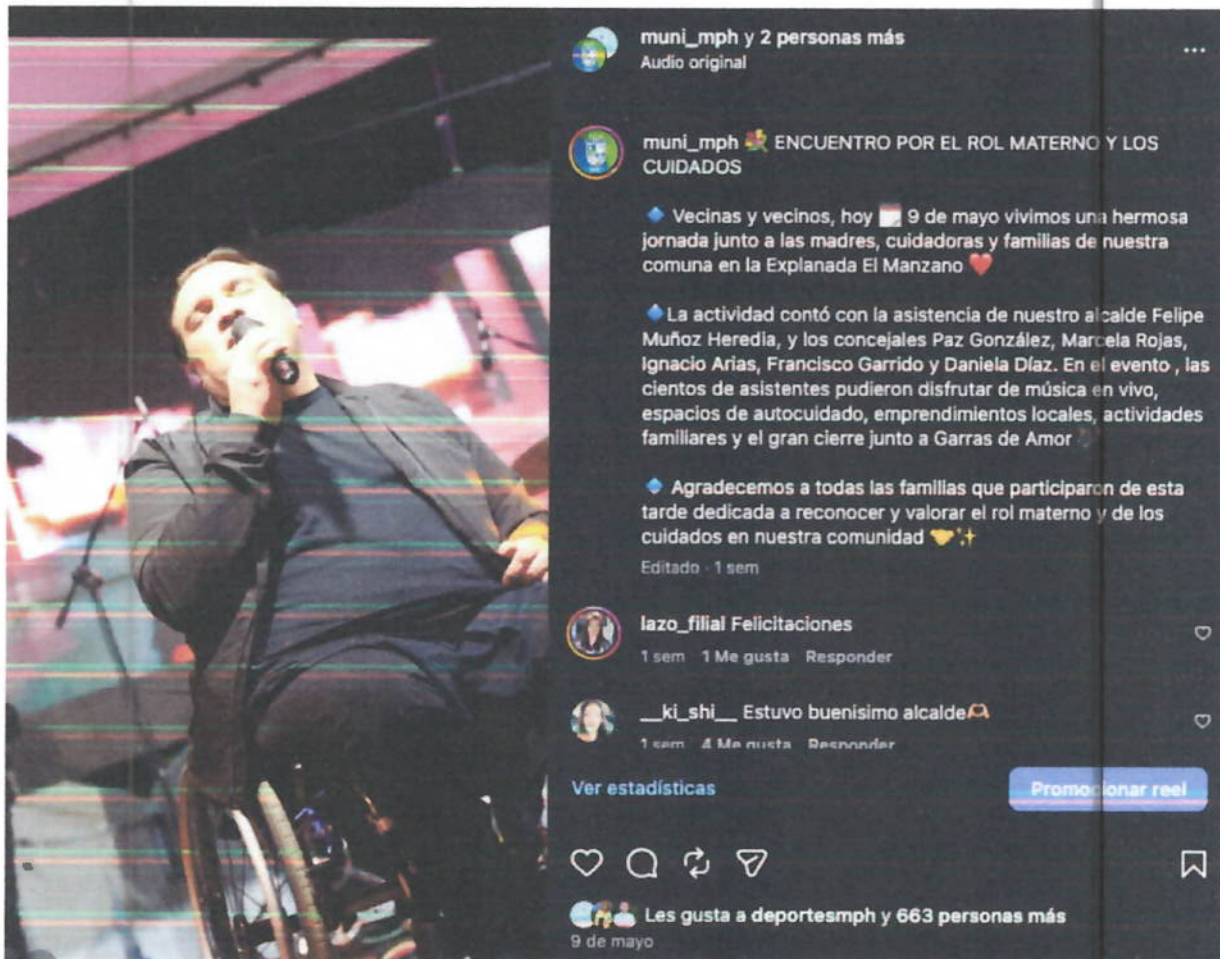 muni_mph y 2 personas más
Audio original
...
muni_mph 💐 ENCUENTRO POR EL ROL MATERNO Y LOS
CUIDADOS
🔹 Vecinas y vecinos, hoy 🗓️ 9 de mayo vivimos una hermosa
jornada junto a las madres, cuidadoras y familias de nuestra
comuna en la Explanada El Manzano ❤️
🔹La actividad contó con la asistencia de nuestro alcalde Felipe
Muñoz Heredia, y los concejales Paz González, Marcela Rojas,
Ignacio Arias, Francisco Garrido y Daniela Díaz. En el evento , las
cientos de asistentes pudieron disfrutar de música en vivo,
espacios de autocuidado, emprendimientos locales, actividades
familiares y el gran cierre junto a Garras de Amor
🔹 Agradecemos a todas las familias que participaron de esta
tarde dedicada a reconocer y valorar el rol materno y de los
cuidados en nuestra comunidad 🤝✨
Editado · 1 sem
lazo_filial Felicitaciones
1 sem 1 Me gusta Responder
__ki_shi__ Estuvo buenisimo alcalde🫶🏼
1 sem 4 Me gusta Responder
Ver estadísticas
Promocionar reel
Les gusta a deportesmph y 663 personas más
9 de mayo